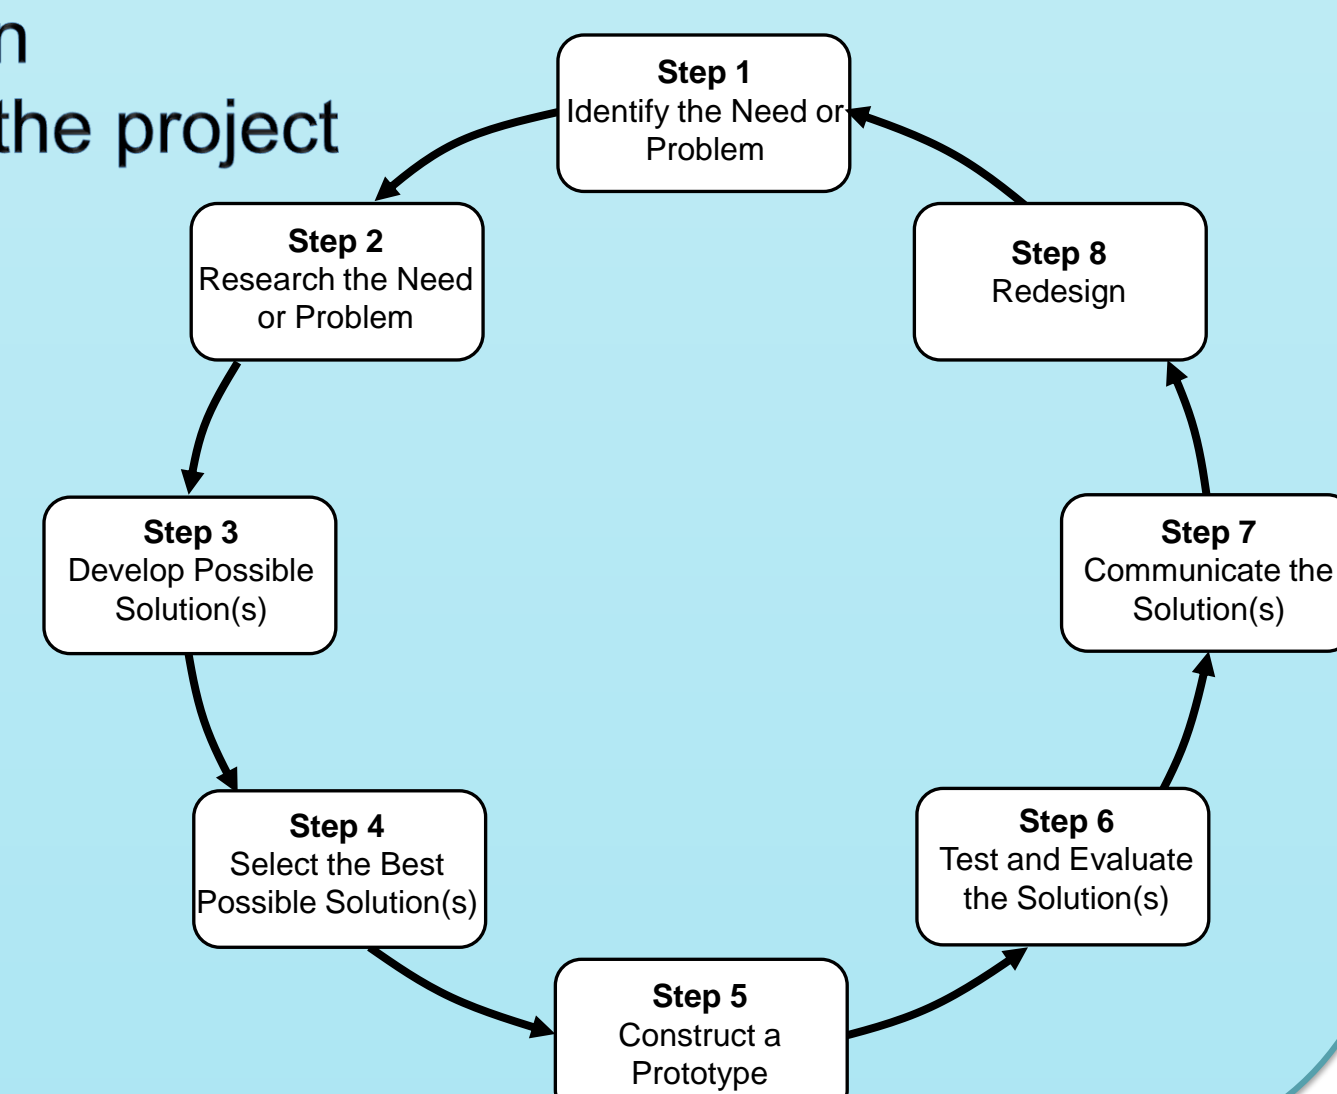 n
the project
Step 1
Identify the Need or
Problem
Step 2
Research the Need
or Problem
Step 8
Redesign
Step 3
Develop Possible
Solution(s)
Step 7
Communicate the
Solution(s)
Step 4
Select the Best
Possible Solution(s)
Step 6
Test and Evaluate
the Solution(s)
Step 5
Construct a
Prototype